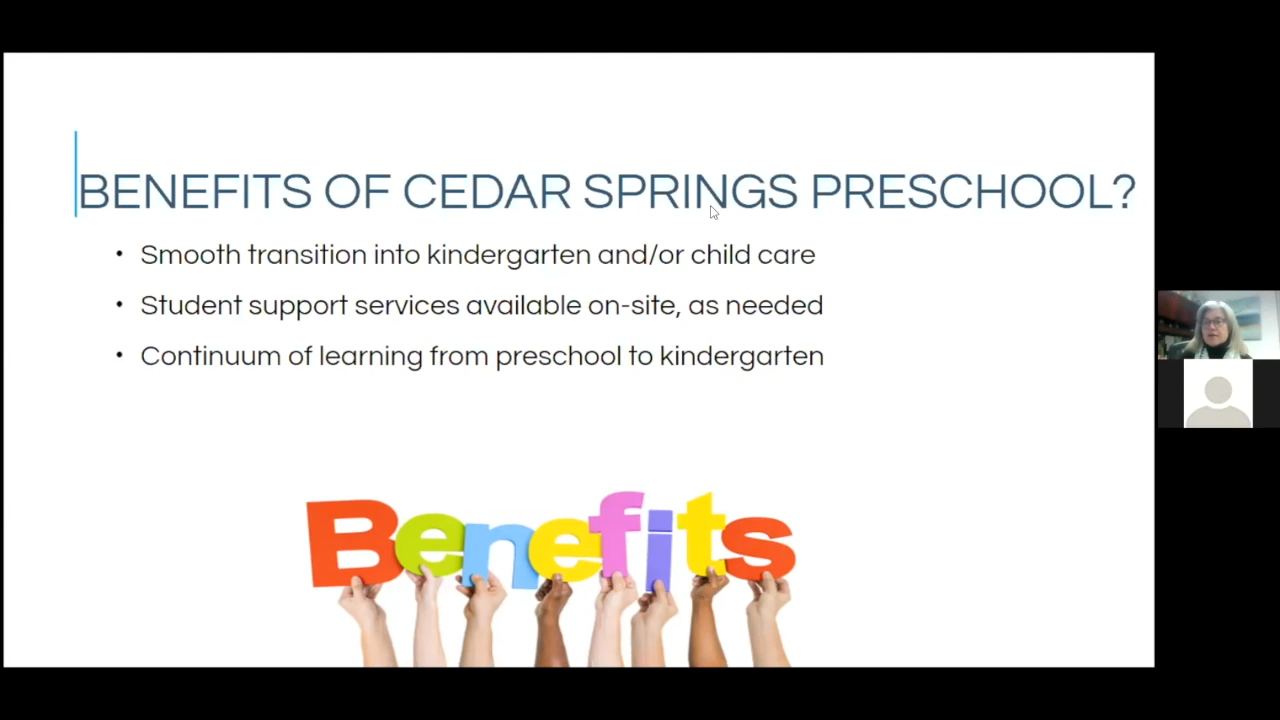 BENEFITS OF CEDAR SPRINGS PRESCHOOL?
• Smooth transition into kindergarten and/or child care
• Student support services available on-site, as needed
• Continuum of learning from preschool to kindergarten
Benefits